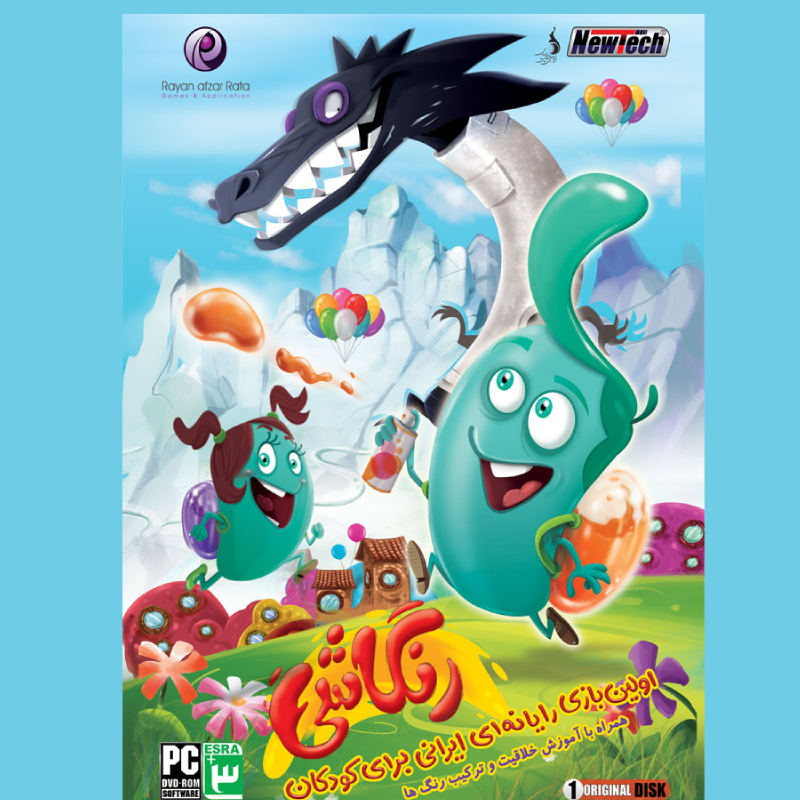 Rayan afzar Rata
Games & Application
NewTech
رنگاشی
اولین بازی رایانه‌ای ایرانی برای کودکان
همراه با آموزش خلاقیت و ترکیب رنگ ها
PC
DVD-ROM
SOFTWARE
ESRA
+۳
1 ORIGINAL DISK